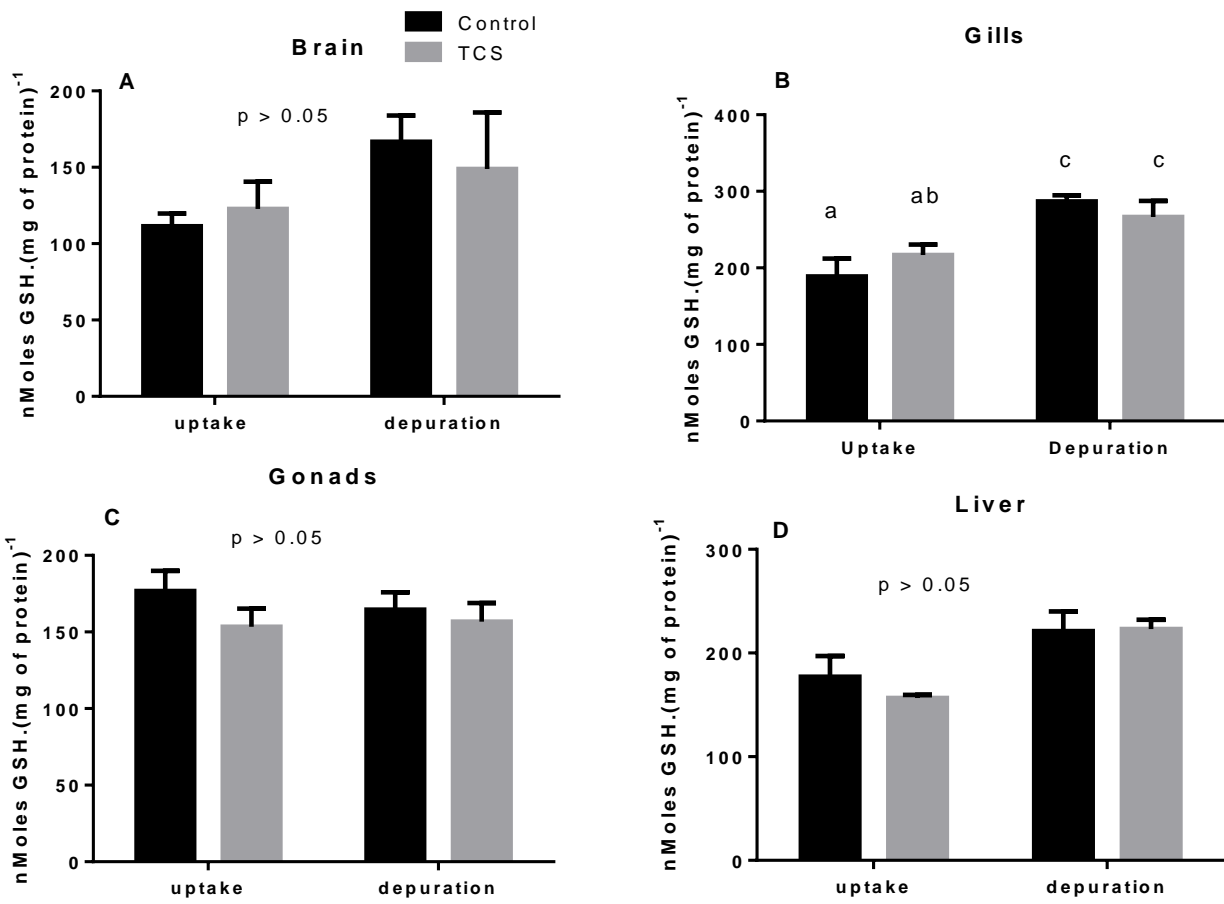 Control
TCS
Brain
A
p > 0.05
nMoles GSH.(mg of protein)-1
200
150
100
50
0
uptake depuration
Gills
B
a ab c c
nMoles GSH.(mg of protein)-1
400
300
200
100
0
Uptake Depuration
Gonads
C
p > 0.05
nMoles GSH.(mg of protein)-1
200
150
100
50
0
uptake depuration
Liver
D
p > 0.05
nMoles GSH.(mg of protein)-1
300
200
100
0
uptake depuration